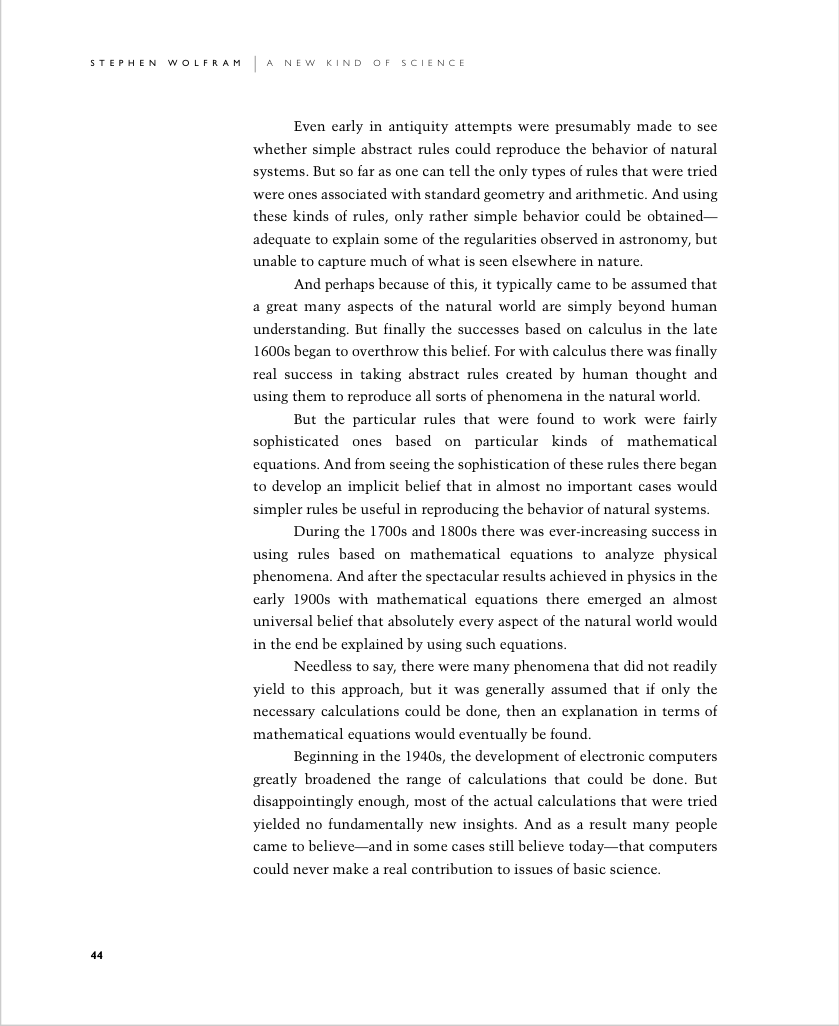 STEPHEN WOLFRAM | A NEW KIND OF SCIENCE
Even early in antiquity attempts were presumably made to see
whether simple abstract rules could reproduce the behavior of natural
systems. But so far as one can tell the only types of rules that were tried
were ones associated with standard geometry and arithmetic. And using
these kinds of rules, only rather simple behavior could be obtained—
adequate to explain some of the regularities observed in astronomy, but
unable to capture much of what is seen elsewhere in nature.
And perhaps because of this, it typically came to be assumed that
a great many aspects of the natural world are simply beyond human
understanding. But finally the successes based on calculus in the late
1600s began to overthrow this belief. For with calculus there was finally
real success in taking abstract rules created by human thought and
using them to reproduce all sorts of phenomena in the natural world.
But the particular rules that were found to work were fairly
sophisticated ones based on particular kinds of mathematical
equations. And from seeing the sophistication of these rules there began
to develop an implicit belief that in almost no important cases would
simpler rules be useful in reproducing the behavior of natural systems.
During the 1700s and 1800s there was ever-increasing success in
using rules based on mathematical equations to analyze physical
phenomena. And after the spectacular results achieved in physics in the
early 1900s with mathematical equations there emerged an almost
universal belief that absolutely every aspect of the natural world would
in the end be explained by using such equations.
Needless to say, there were many phenomena that did not readily
yield to this approach, but it was generally assumed that if only the
necessary calculations could be done, then an explanation in terms of
mathematical equations would eventually be found.
Beginning in the 1940s, the development of electronic computers
greatly broadened the range of calculations that could be done. But
disappointingly enough, most of the actual calculations that were tried
yielded no fundamentally new insights. And as a result many people
came to believe—and in some cases still believe today—that computers
could never make a real contribution to issues of basic science.
44